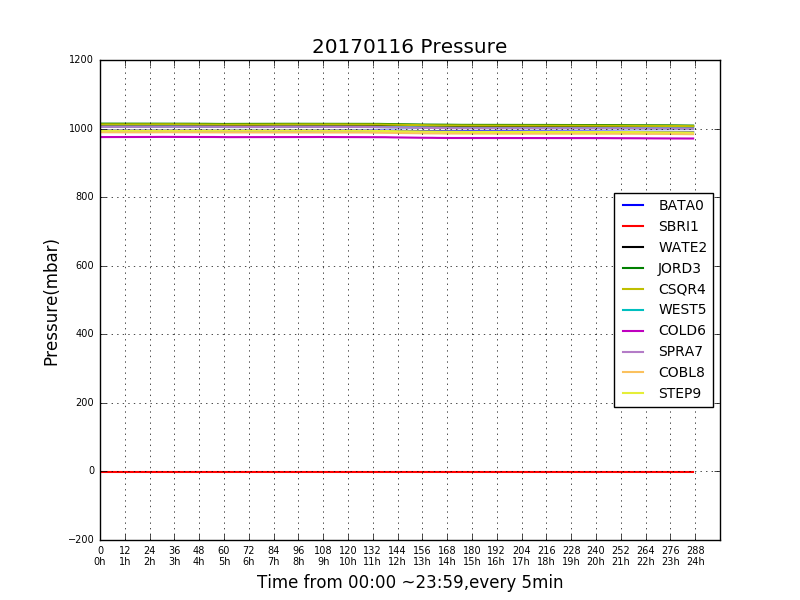 20170116 Pressure
1200
1000
800
600
400
200
0
−200
Pressure(mbar)
BATA0
SBRI1
WATE2
JORD3
CSQR4
WEST5
COLD6
SPRA7
COBL8
STEP9
0 12 24 36 48 60 72 84 96 108 120 132 144 156 168 180 192 204 216 228 240 252 264 276 288
0h 1h 2h 3h 4h 5h 6h 7h 8h 9h 10h 11h 12h 13h 14h 15h 16h 17h 18h 19h 20h 21h 22h 23h 24h
Time from 00:00 ~23:59,every 5min